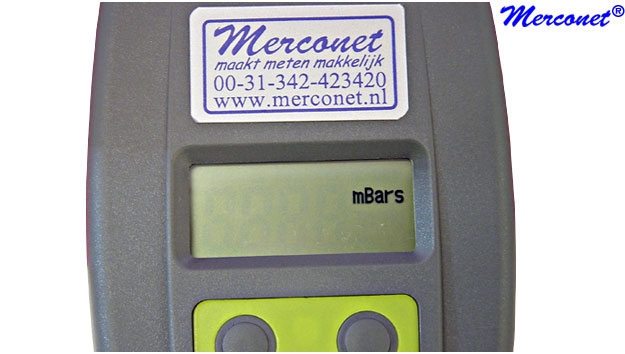 Merconet®
Merconet
maakt meten makkelijk
00-31-342-423420
www.merconet.nl
mBars